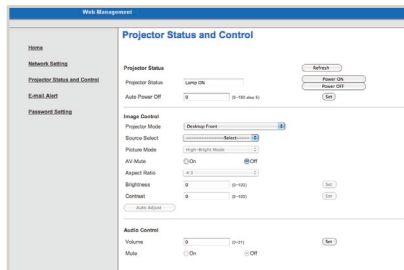 Web Management
Projector Status and Control
Home
Network Setting
Projector Status and Control
E-mail Alert
Password Setting
Projector Status
Refresh
Projector Status Lamp ON Power ON
Power OFF
Auto Power Off 0 Set
Image Control
Projector Mode Desktop Front
Source Select Select
Picture Mode High-Bright Mode
AV-Mute On Off
Aspect Ratio 4:3
Brightness 0 (0~100) Set
Contrast 0 (0~100) Set
Auto Adjust
Audio Control
Volume 0 (0~31) Set
Mute On Off